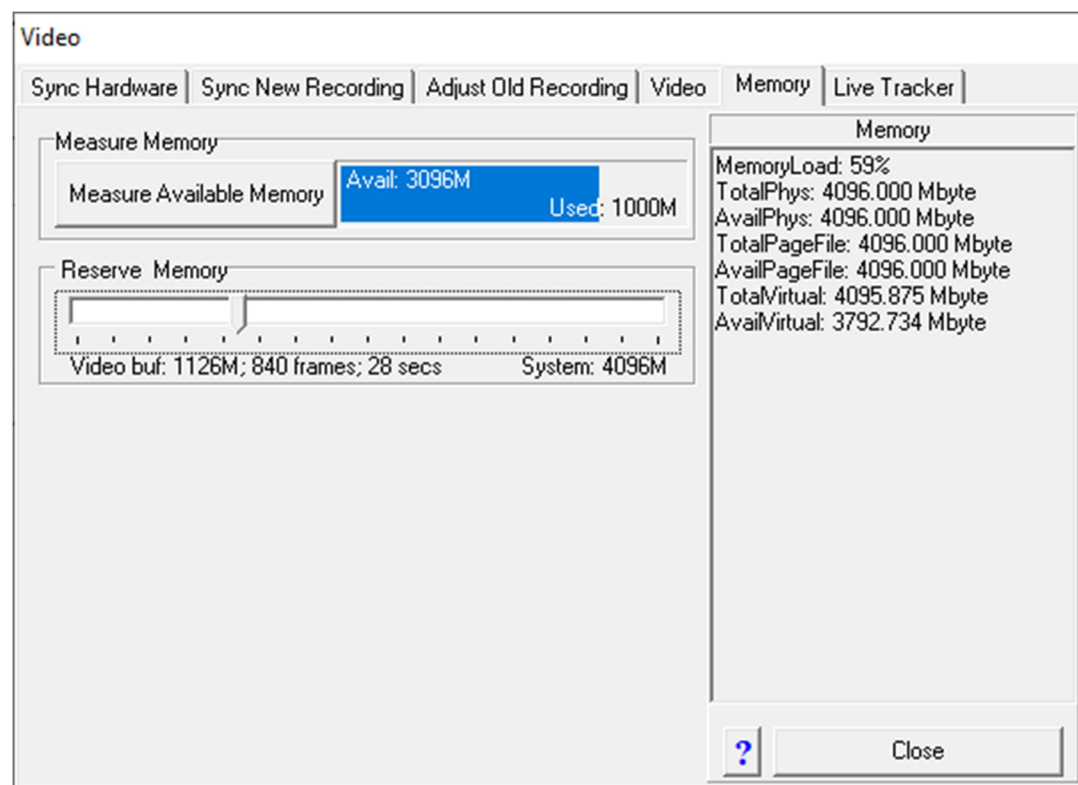 Video
Sync Hardware Sync New Recording Adjust Old Recording Video Memory Live Tracker
Measure Memory
Measure Available Memory
Avail: 3096M
Used: 1000M
Reserve Memory
Video buf: 1126M; 840 frames; 28 secs System: 4096M
Memory
MemoryLoad: 59%
TotalPhys: 4096.000 Mbyte
AvailPhys: 4096.000 Mbyte
TotalPageFile: 4096.000 Mbyte
AvailPageFile: 4096.000 Mbyte
TotalVirtual: 4095.875 Mbyte
AvailVirtual: 3792.734 Mbyte
? Close